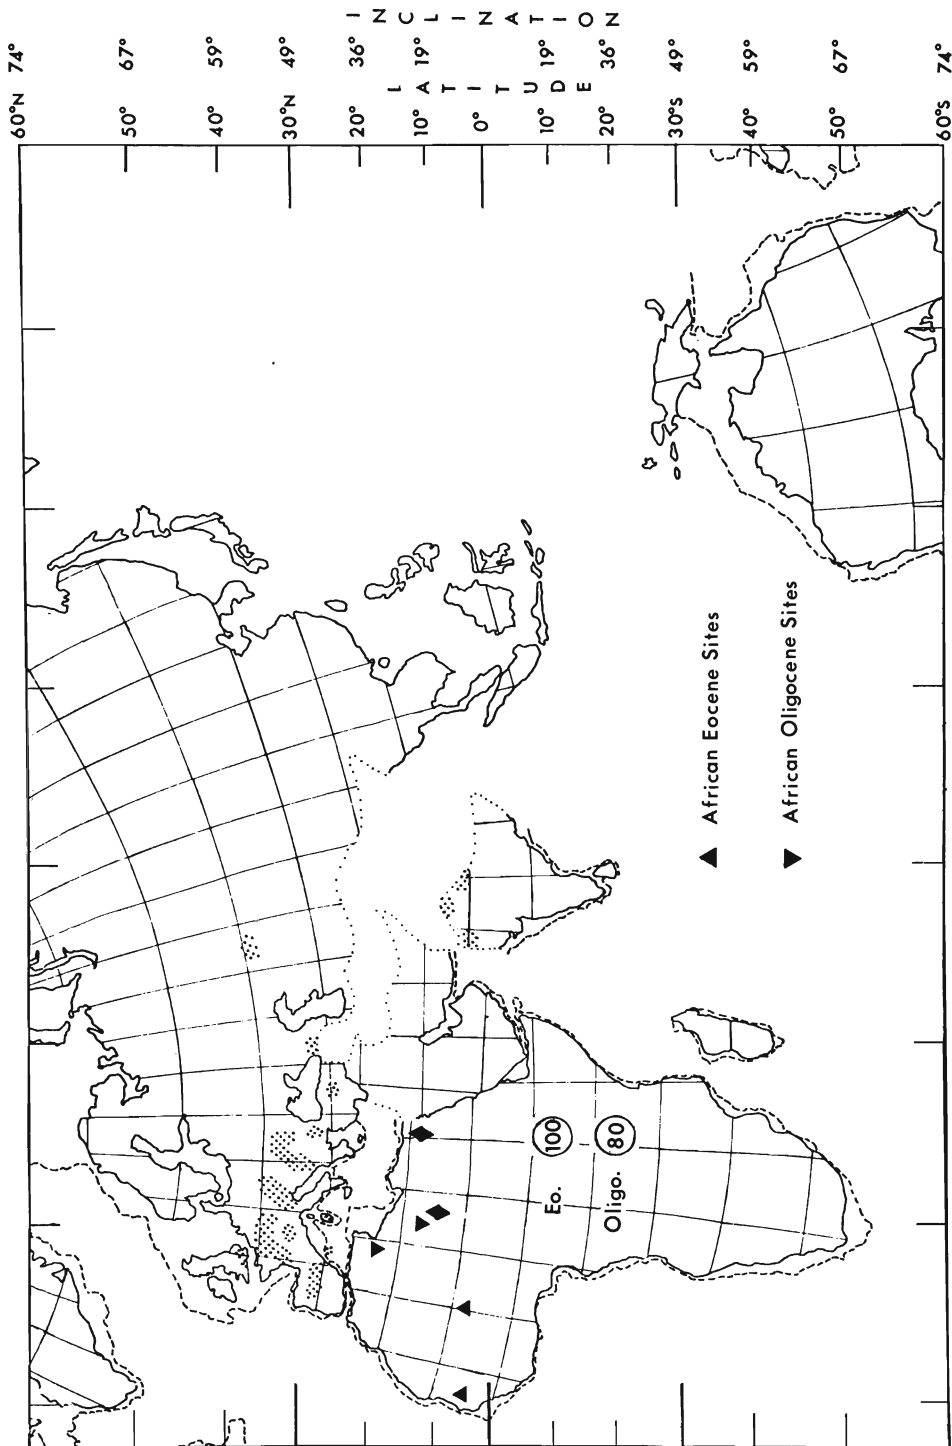 INCLINATION
74° 67° 59° 49° 36° 19° 19° 36° 49° 59° 67° 74°
LATITUDE
60°N 50° 40° 30°N 20° 10° 0° 10° 20° 30°S 40° 50° 60°S
▲ African Eocene Sites
▼ African Oligocene Sites
Eo. 100
Oligo. 80